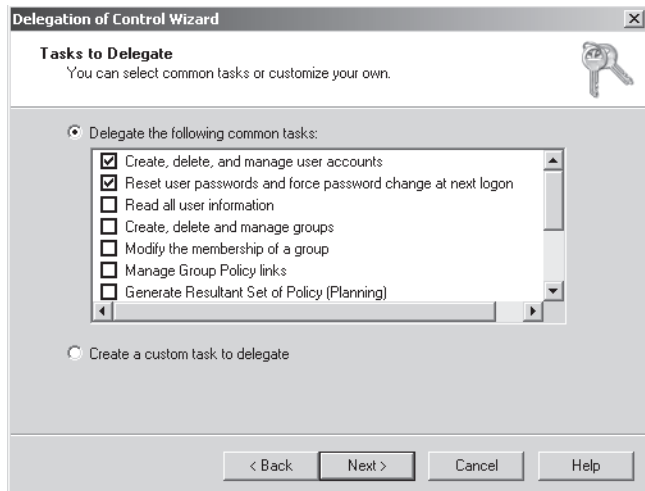 Delegation of Control Wizard
Tasks to Delegate
You can select common tasks or customize your own.
Delegate the following common tasks:
Create, delete, and manage user accounts
Reset user passwords and force password change at next logon
Read all user information
Create, delete and manage groups
Modify the membership of a group
Manage Group Policy links
Generate Resultant Set of Policy (Planning)
Create a custom task to delegate
< Back Next > Cancel Help